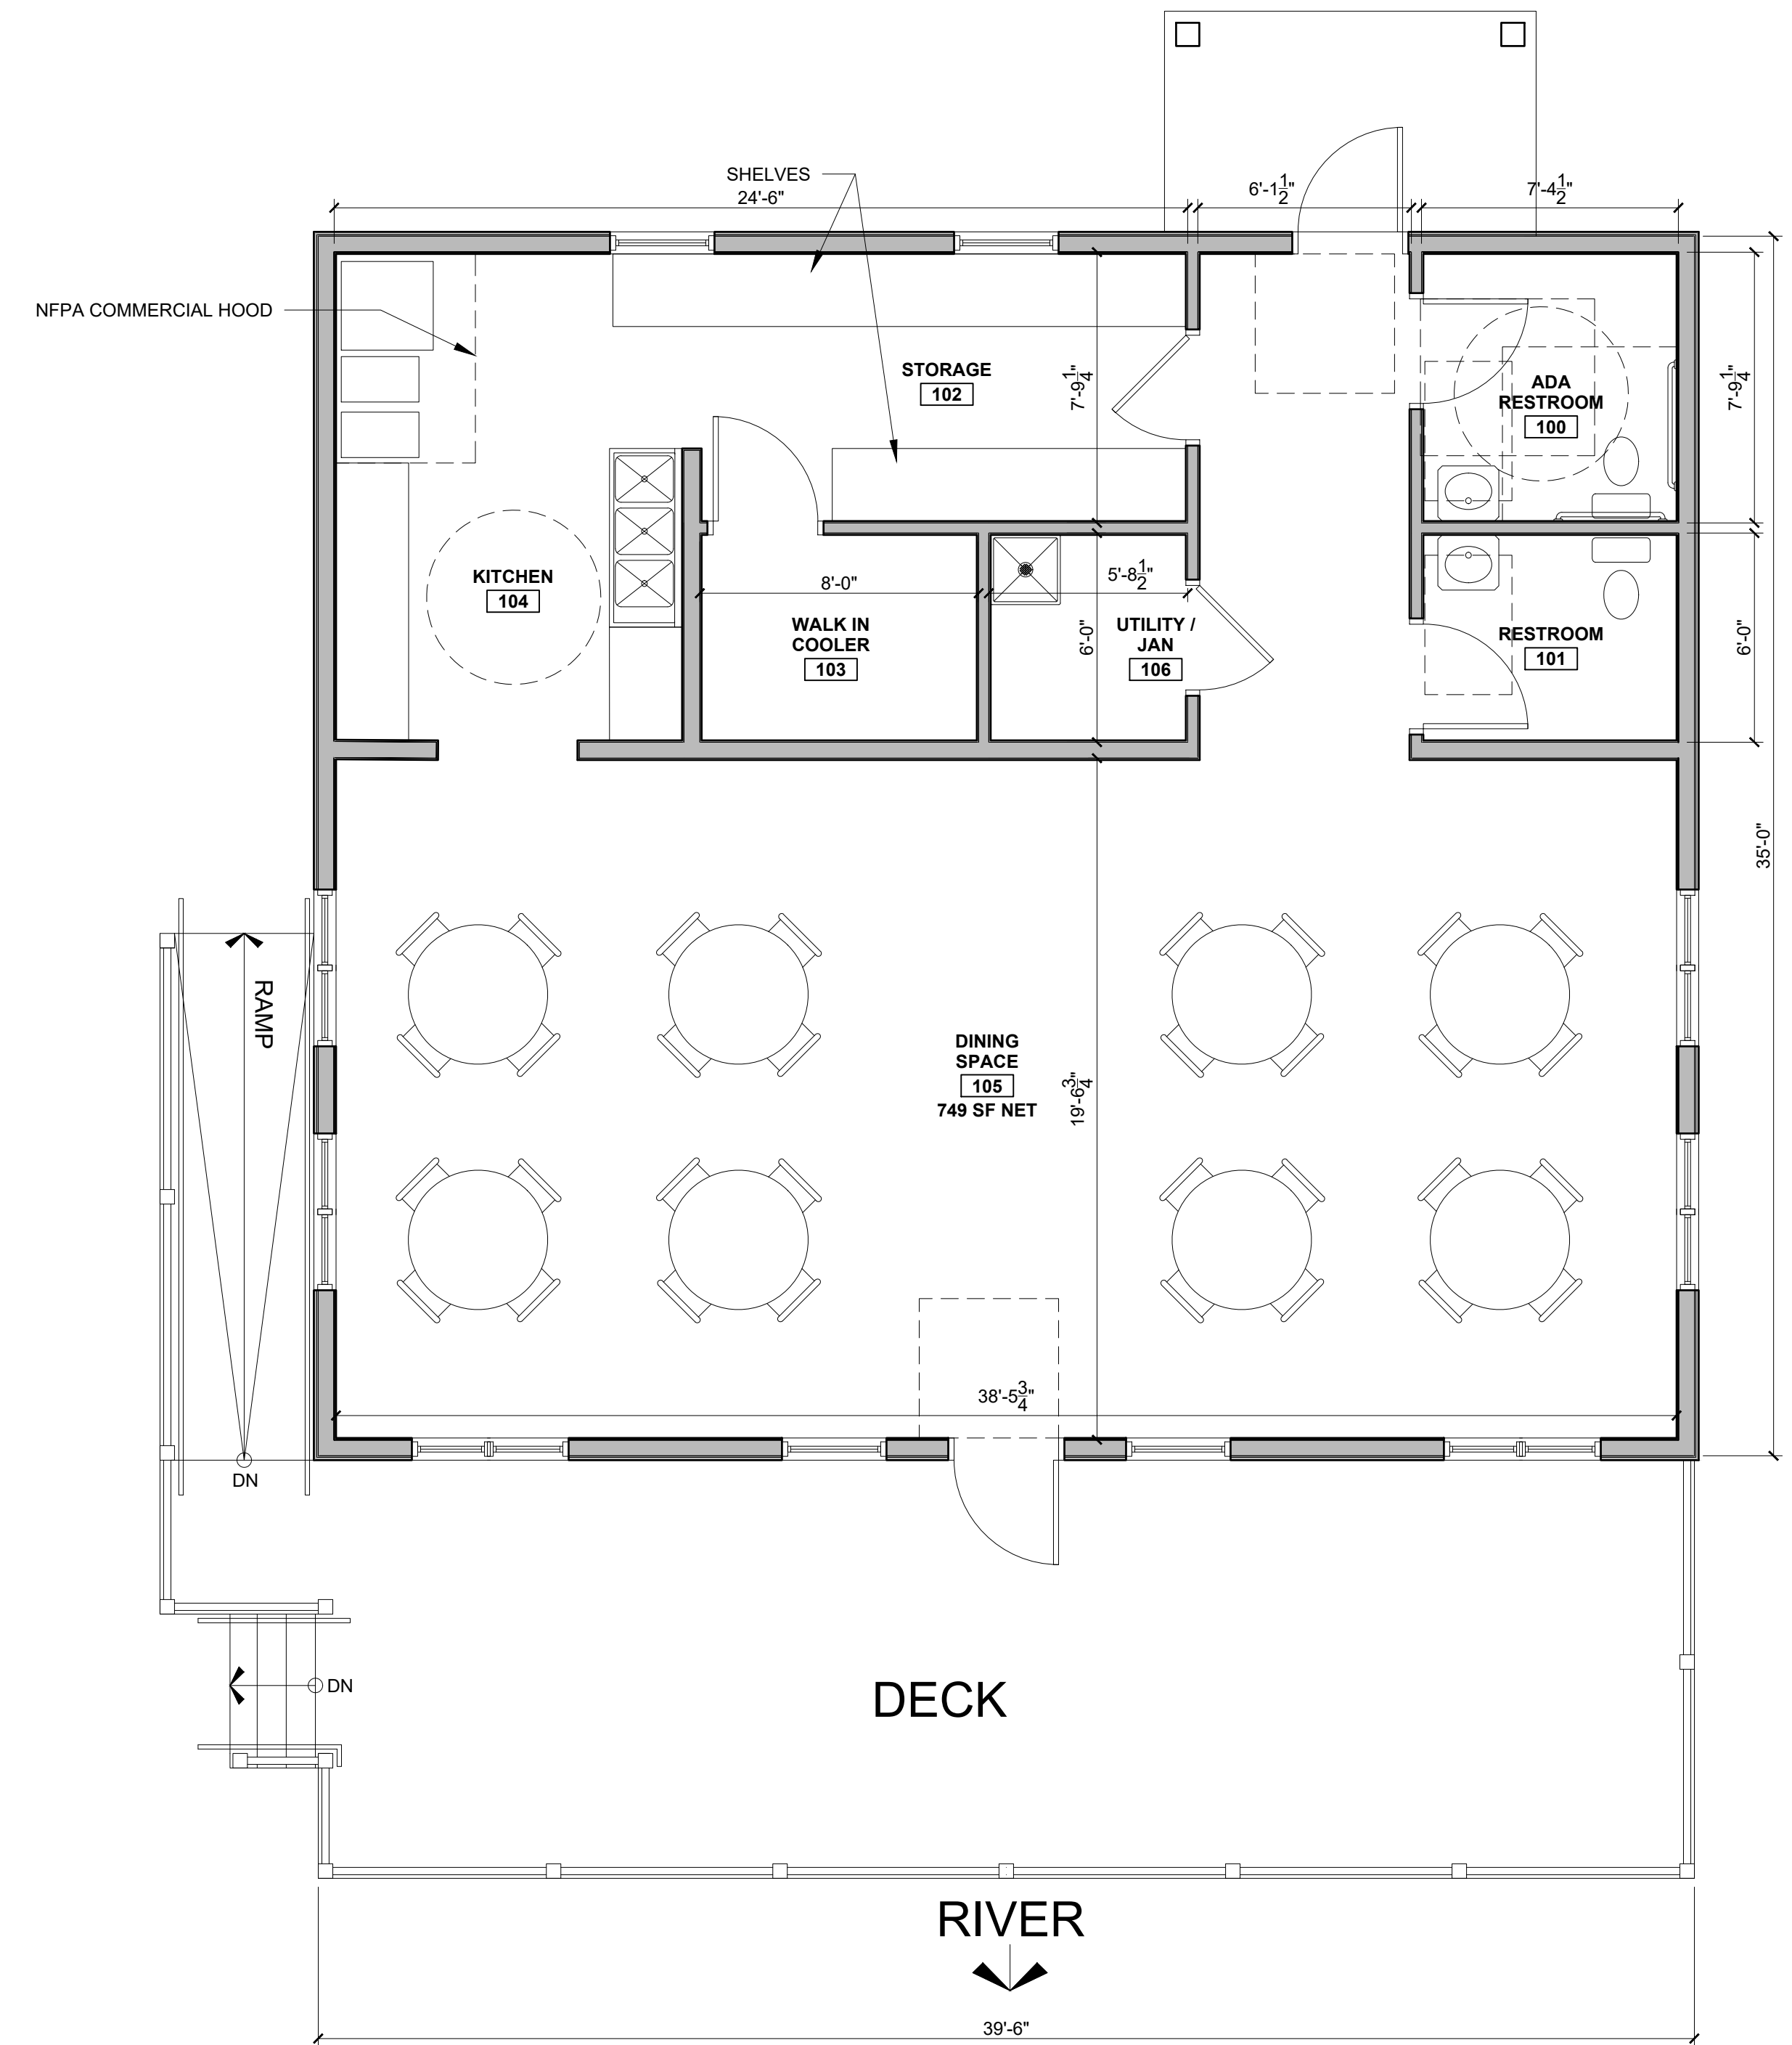 SHELVES
24'-6"
6'-1 1/2"
7'-4 1/2"
NFPA COMMERCIAL HOOD
STORAGE
102
7'-9 1/4"
ADA
RESTROOM
100
7'-9 1/4"
KITCHEN
104
8'-0"
5'-8 1/2"
WALK IN
COOLER
103
6'-0"
UTILITY /
JAN
106
RESTROOM
101
6'-0"
35'-0"
RAMP
DINING
SPACE
105
749 SF NET
19'-6 3/4"
38'-5 3/4"
DN
DN
DECK
RIVER
39'-6"